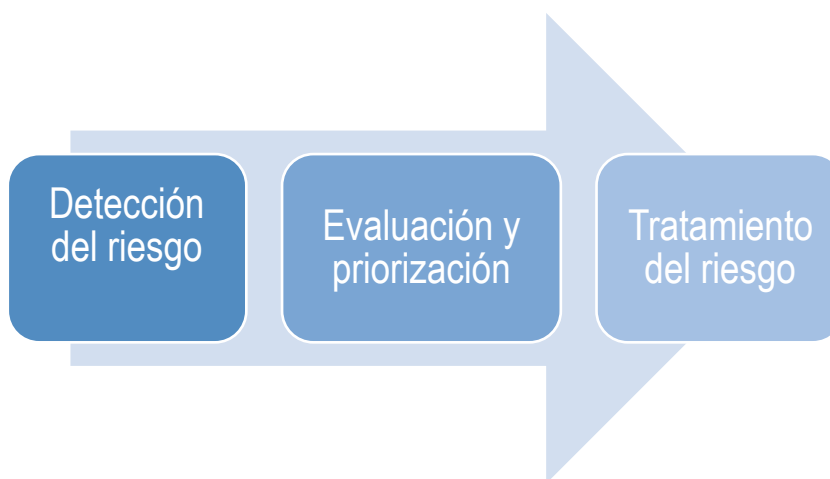 Detección
del riesgo
Evaluación y
priorización
Tratamiento
del riesgo